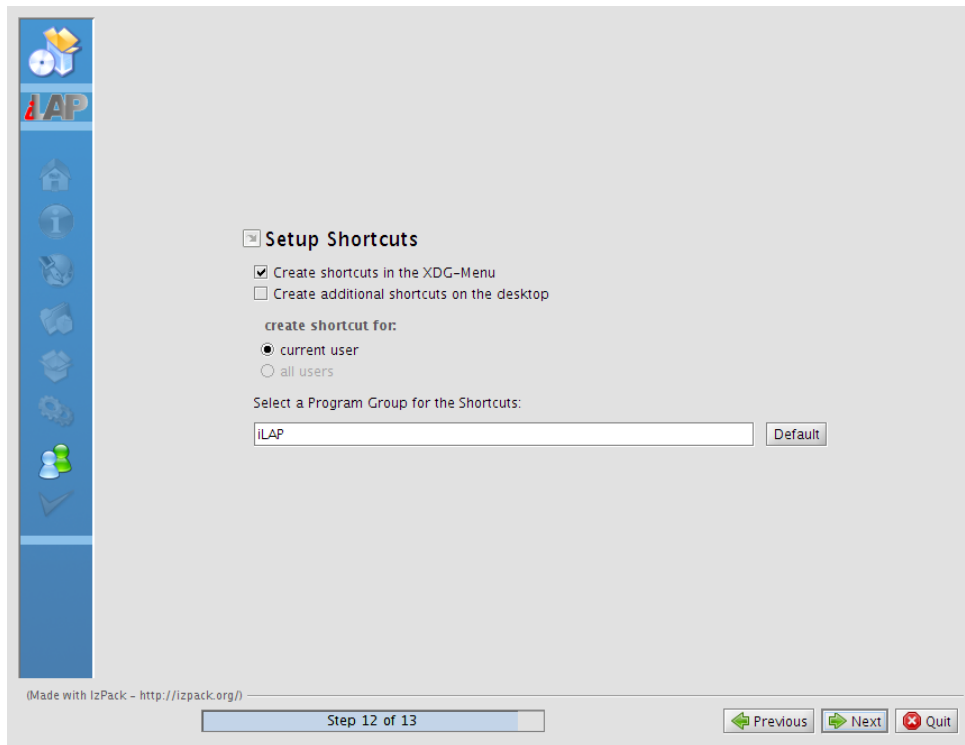 iLAP
Setup Shortcuts
Create shortcuts in the XDG-Menu
Create additional shortcuts on the desktop
create shortcut for:
current user
all users
Select a Program Group for the Shortcuts:
iLAP Default
(Made with IzPack - http://izpack.org/)
Step 12 of 13 Previous Next Quit